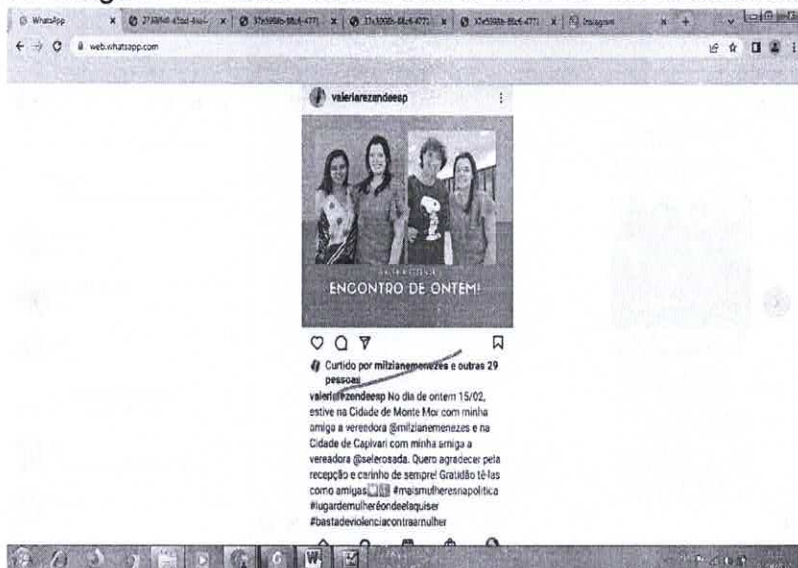 WhatsApp
Instagram
web.whatsapp.com
valeriarezandeesp
ENCONTRO DE ONTEM!
Curtido por milzianemenezes e outras 29
pessoas
valeriarezandeesp No dia de ontem 15/02,
estive na Cidade de Monte Mor com minha
amiga a vereadora @milzianemenezes e na
Cidade de Capivari com minha amiga a
vereadora @selerosada. Quero agradecer pela
recepção e carinho de sempre! Gratidão tê-las
como amigas #maismulheresnapolitica
#lugardemulheréondeelaquiser
#bastadeviolenciacontraamulher